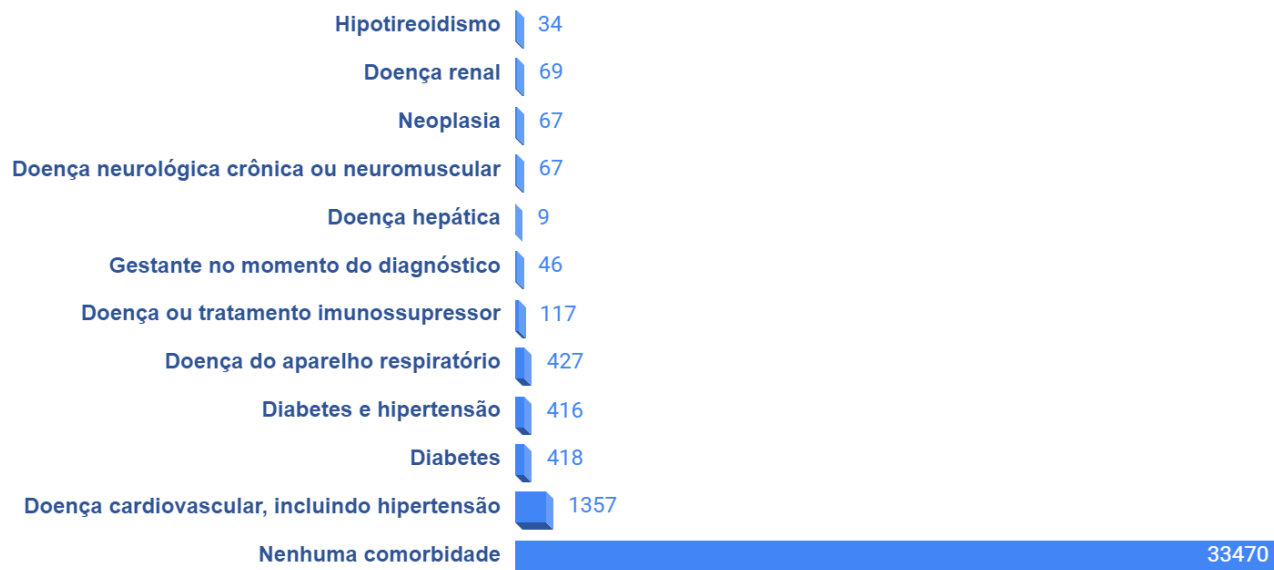 Hipotireoidismo 34
Doença renal 69
Neoplasia 67
Doença neurológica crônica ou neuromuscular 67
Doença hepática 9
Gestante no momento do diagnóstico 46
Doença ou tratamento imunossupressor 117
Doença do aparelho respiratório 427
Diabetes e hipertensão 416
Diabetes 418
Doença cardiovascular, incluindo hipertensão 1357
Nenhuma comorbidade 33470